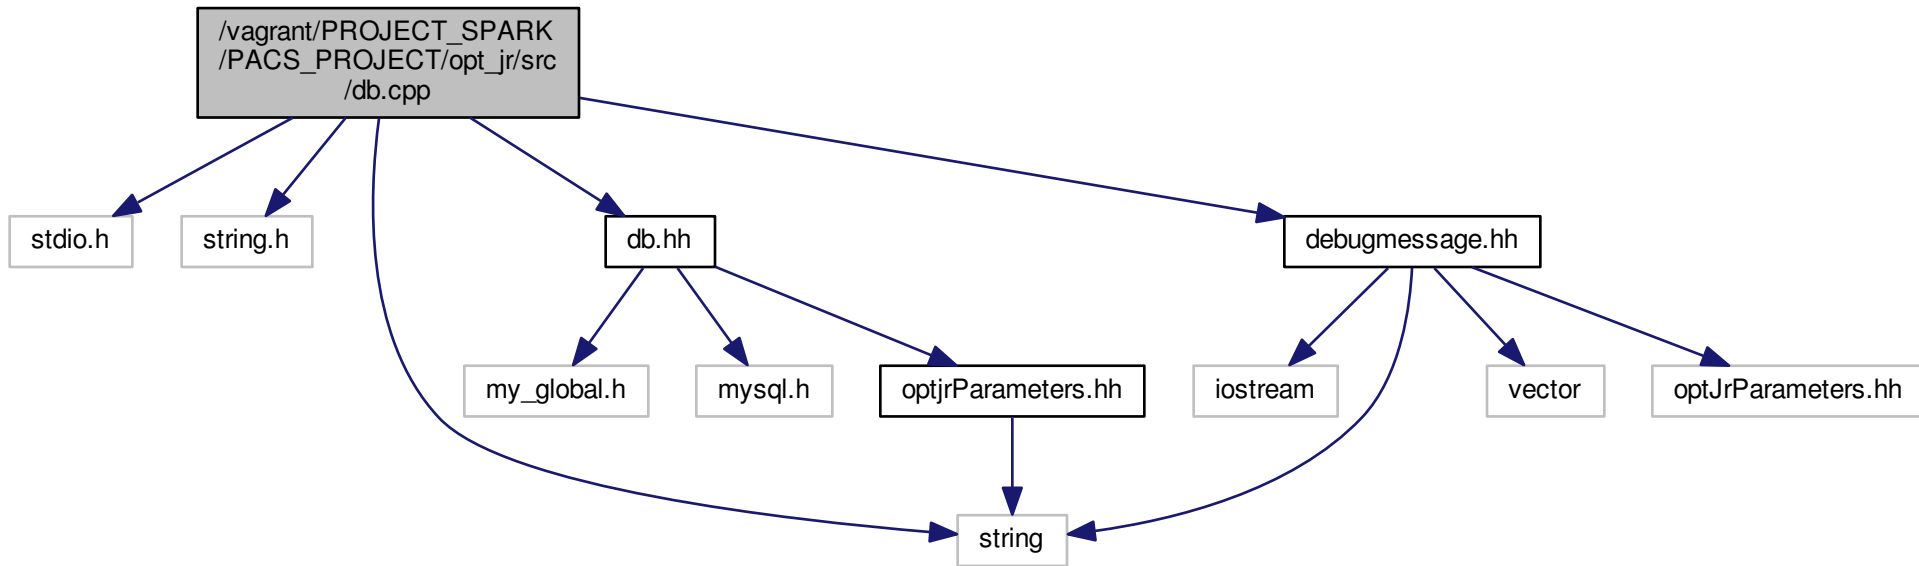 /vagrant/PROJECT_SPARK
/PACS_PROJECT/opt_jr/src
/db.cpp
stdio.h
string.h
db.hh
debugmessage.hh
my_global.h
mysql.h
optjrParameters.hh
iostream
vector
optJrParameters.hh
string